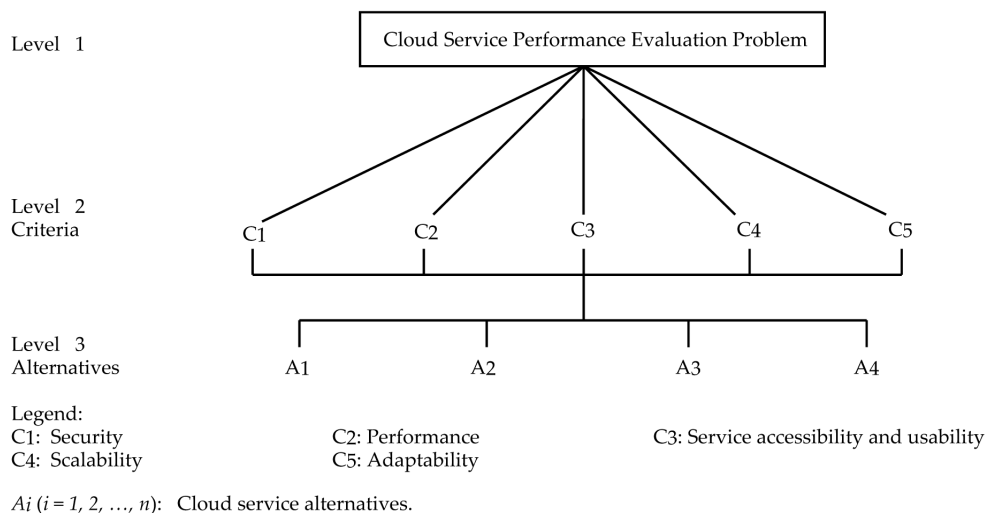 Level 1
Cloud Service Performance Evaluation Problem
Level 2
Criteria
C1 C2 C3 C4 C5
Level 3
Alternatives
A1 A2 A3 A4
Legend:
C1: Security C2: Performance C3: Service accessibility and usability
C4: Scalability C5: Adaptability
Ai (i = 1, 2, …, n): Cloud service alternatives.